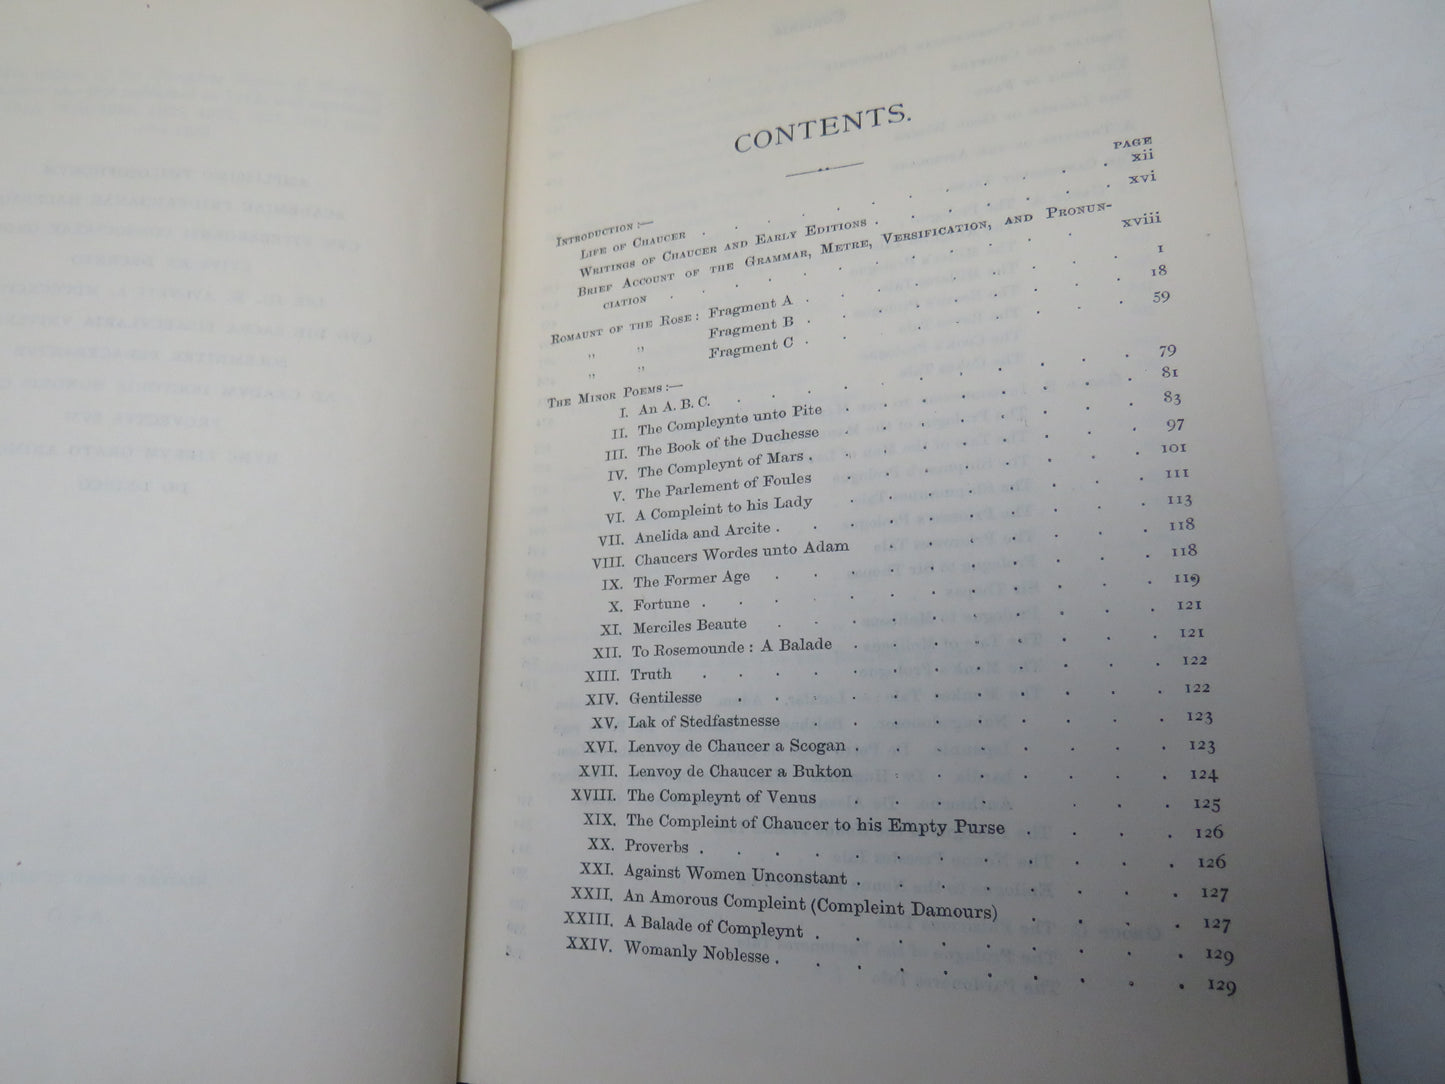 CONTENTS.
PAGE
INTRODUCTION :—
LIFE OF CHAUCER . . . . . . . . . . xii
WRITINGS OF CHAUCER AND EARLY EDITIONS . . . . . . xvi
BRIEF ACCOUNT OF THE GRAMMAR, METRE, VERSIFICATION, AND PRONUN-
CIATION . . . . . . . . . . xviii
ROMAUNT OF THE ROSE : Fragment A . . . . . . . . 1
,, ,, Fragment B . . . . . . . . 18
,, ,, Fragment C . . . . . . . . 59
THE MINOR POEMS :—
I. An A. B. C. . . . . . . . . . 79
II. The Compleynte unto Pite . . . . . . . . 81
III. The Book of the Duchesse . . . . . . . . 83
IV. The Compleynt of Mars . . . . . . . . 97
V. The Parlement of Foules . . . . . . . . 101
VI. A Compleint to his Lady . . . . . . . . 111
VII. Anelida and Arcite . . . . . . . . 113
VIII. Chaucers Wordes unto Adam . . . . . . . 118
IX. The Former Age . . . . . . . . 118
X. Fortune . . . . . . . . . . 119
XI. Merciles Beaute . . . . . . . . 121
XII. To Rosemounde : A Balade . . . . . . . 121
XIII. Truth . . . . . . . . . . 122
XIV. Gentilesse . . . . . . . . . 122
XV. Lak of Stedfastnesse . . . . . . . . 123
XVI. Lenvoy de Chaucer a Scogan . . . . . . . 123
XVII. Lenvoy de Chaucer a Bukton . . . . . . . 124
XVIII. The Compleynt of Venus . . . . . . . 125
XIX. The Compleint of Chaucer to his Empty Purse . . . . 126
XX. Proverbs . . . . . . . . . . 126
XXI. Against Women Unconstant . . . . . . . 127
XXII. An Amorous Compleint (Compleint Damours) . . . . 127
XXIII. A Balade of Compleynt . . . . . . . . 129
XXIV. Womanly Noblesse . . . . . . . . . 129